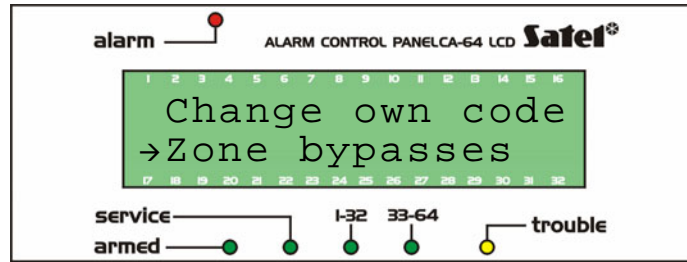 alarm
ALARM CONTROL PANELCA-64 LCD Satel
1 2 3 4 5 6 7 8 9 10 11 12 13 14 15 16
Change own code
→Zone bypasses
17 18 19 20 21 22 23 24 25 26 27 28 29 30 31 32
service 1-32 33-64 trouble
armed